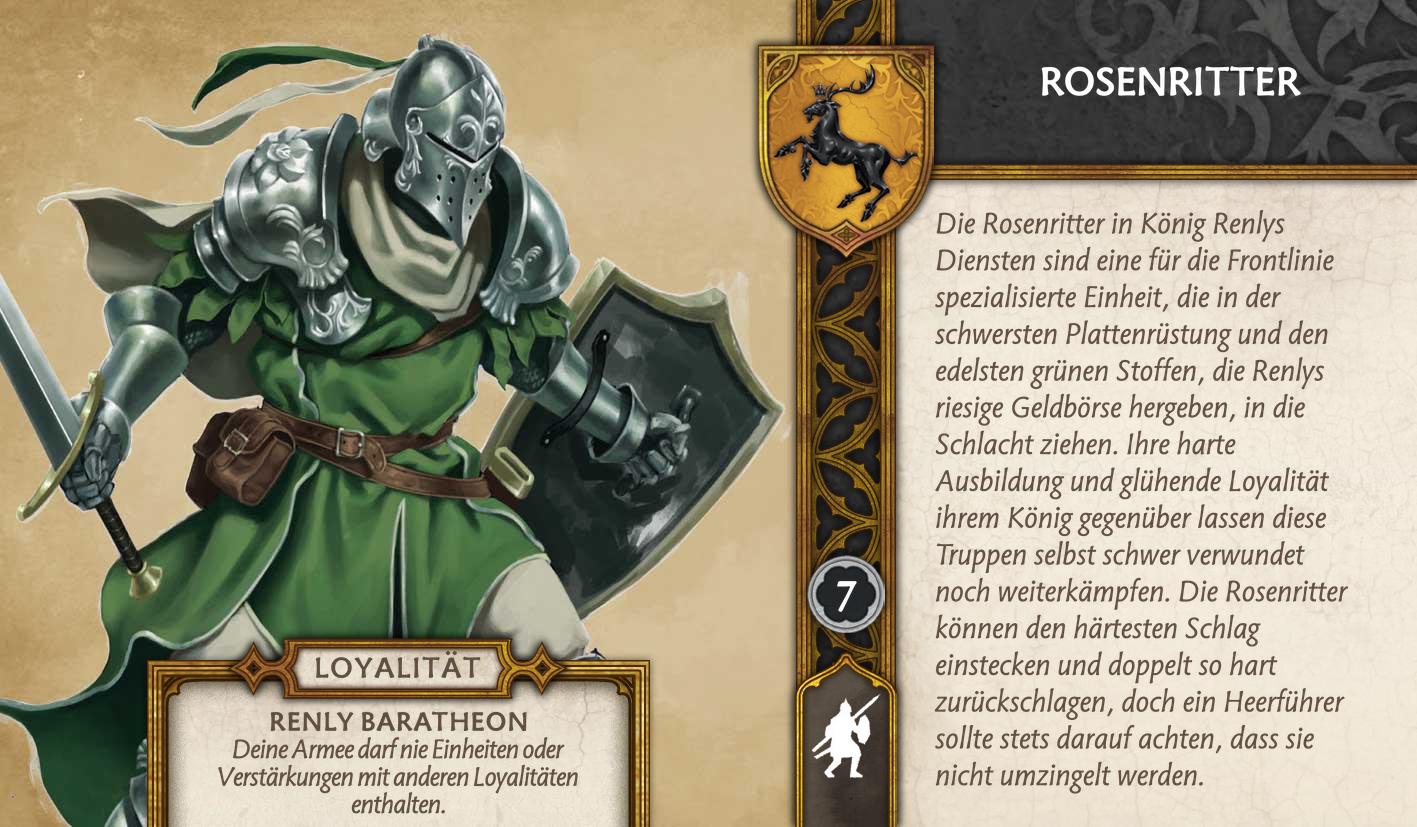 ROSENRITTER
Die Rosenritter in König Renlys
Diensten sind eine für die Frontlinie
spezialisierte Einheit, die in der
schwersten Plattenrüstung und den
edelsten grünen Stoffen, die Renlys
riesige Geldbörse hergeben, in die
Schlacht ziehen. Ihre harte
Ausbildung und glühende Loyalität
ihrem König gegenüber lassen diese
Truppen selbst schwer verwundet
noch weiterkämpfen. Die Rosenritter
können den härtesten Schlag
einstecken und doppelt so hart
zurückschlagen, doch ein Heerführer
sollte stets darauf achten, dass sie
nicht umzingelt werden.
7
LOYALITÄT
RENLY BARATHEON
Deine Armee darf nie Einheiten oder
Verstärkungen mit anderen Loyalitäten
enthalten.